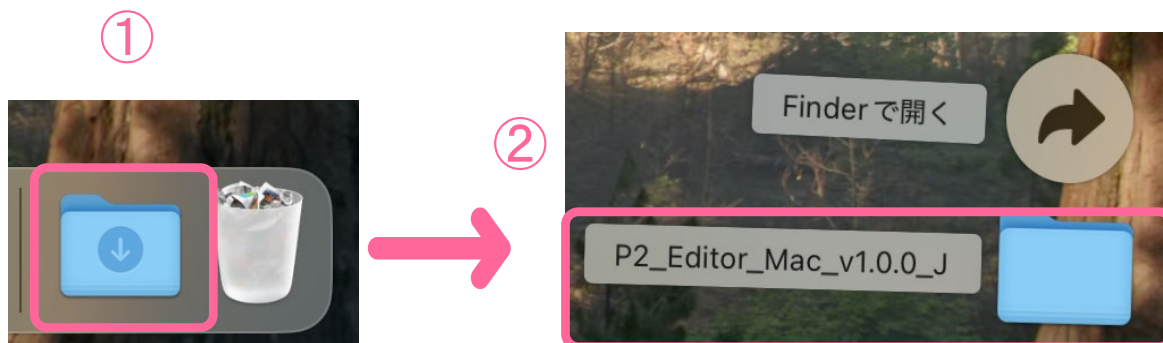 ①
②
Finderで開く
P2_Editor_Mac_v1.0.0_J